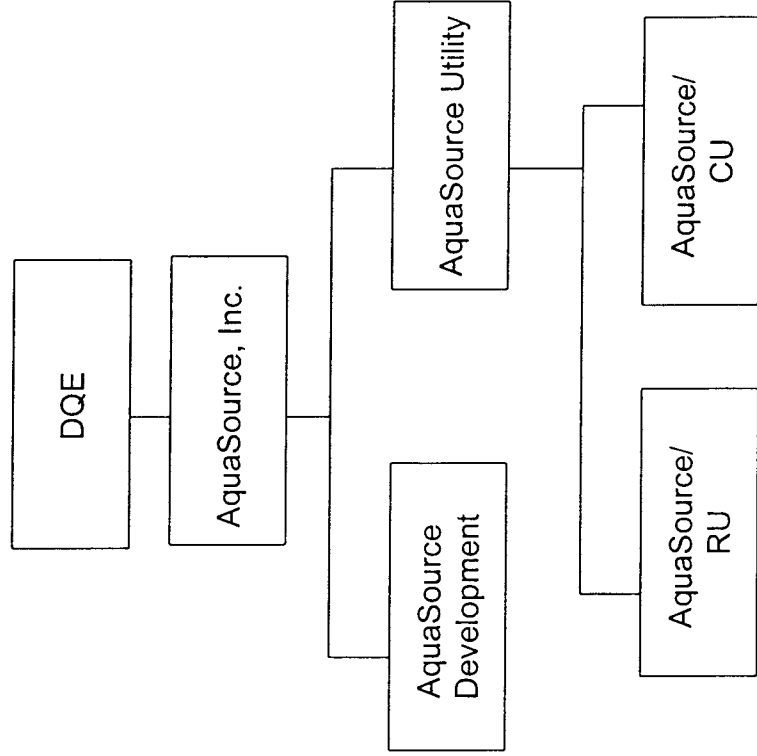 DQE
AquaSource, Inc.
AquaSource
Development
AquaSource Utility
AquaSource/
RU
AquaSource/
CU